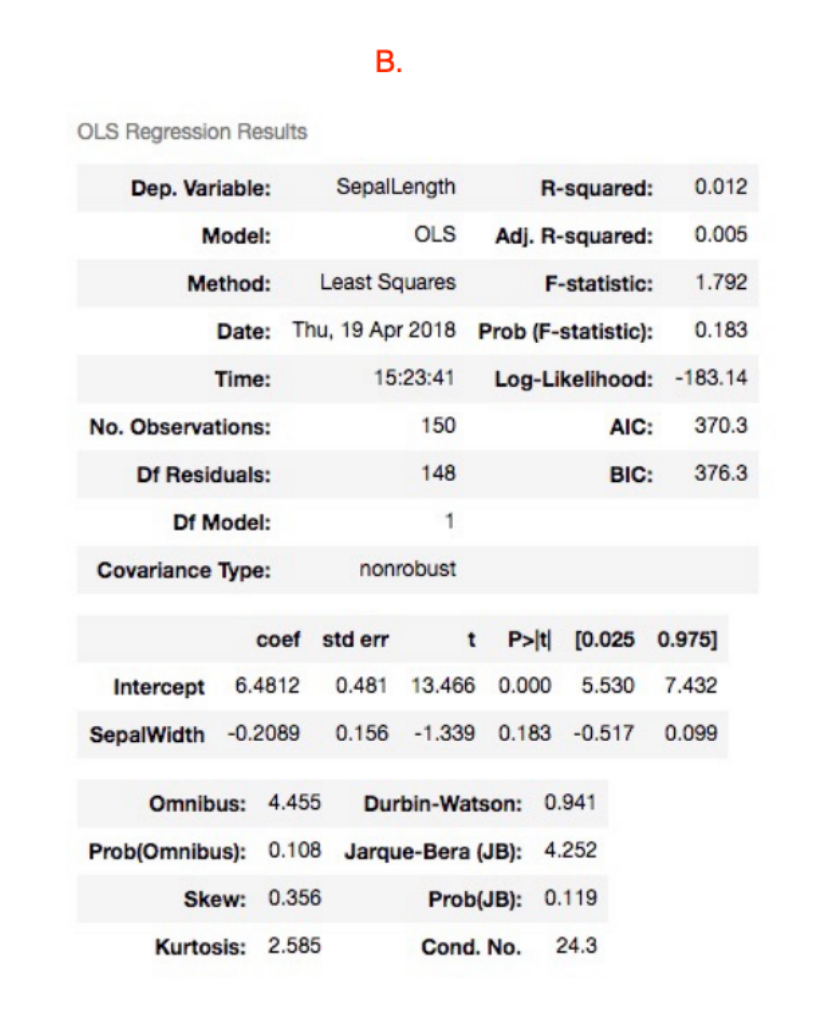 B.
OLS Regression Results
Dep. Variable: SepalLength R-squared: 0.012
Model: OLS Adj. R-squared: 0.005
Method: Least Squares F-statistic: 1.792
Date: Thu, 19 Apr 2018 Prob (F-statistic): 0.183
Time: 15:23:41 Log-Likelihood: -183.14
No. Observations: 150 AIC: 370.3
Df Residuals: 148 BIC: 376.3
Df Model: 1
Covariance Type: nonrobust
coef std err t P>|t| [0.025 0.975]
Intercept 6.4812 0.481 13.466 0.000 5.530 7.432
SepalWidth -0.2089 0.156 -1.339 0.183 -0.517 0.099
Omnibus: 4.455 Durbin-Watson: 0.941
Prob(Omnibus): 0.108 Jarque-Bera (JB): 4.252
Skew: 0.356 Prob(JB): 0.119
Kurtosis: 2.585 Cond. No. 24.3